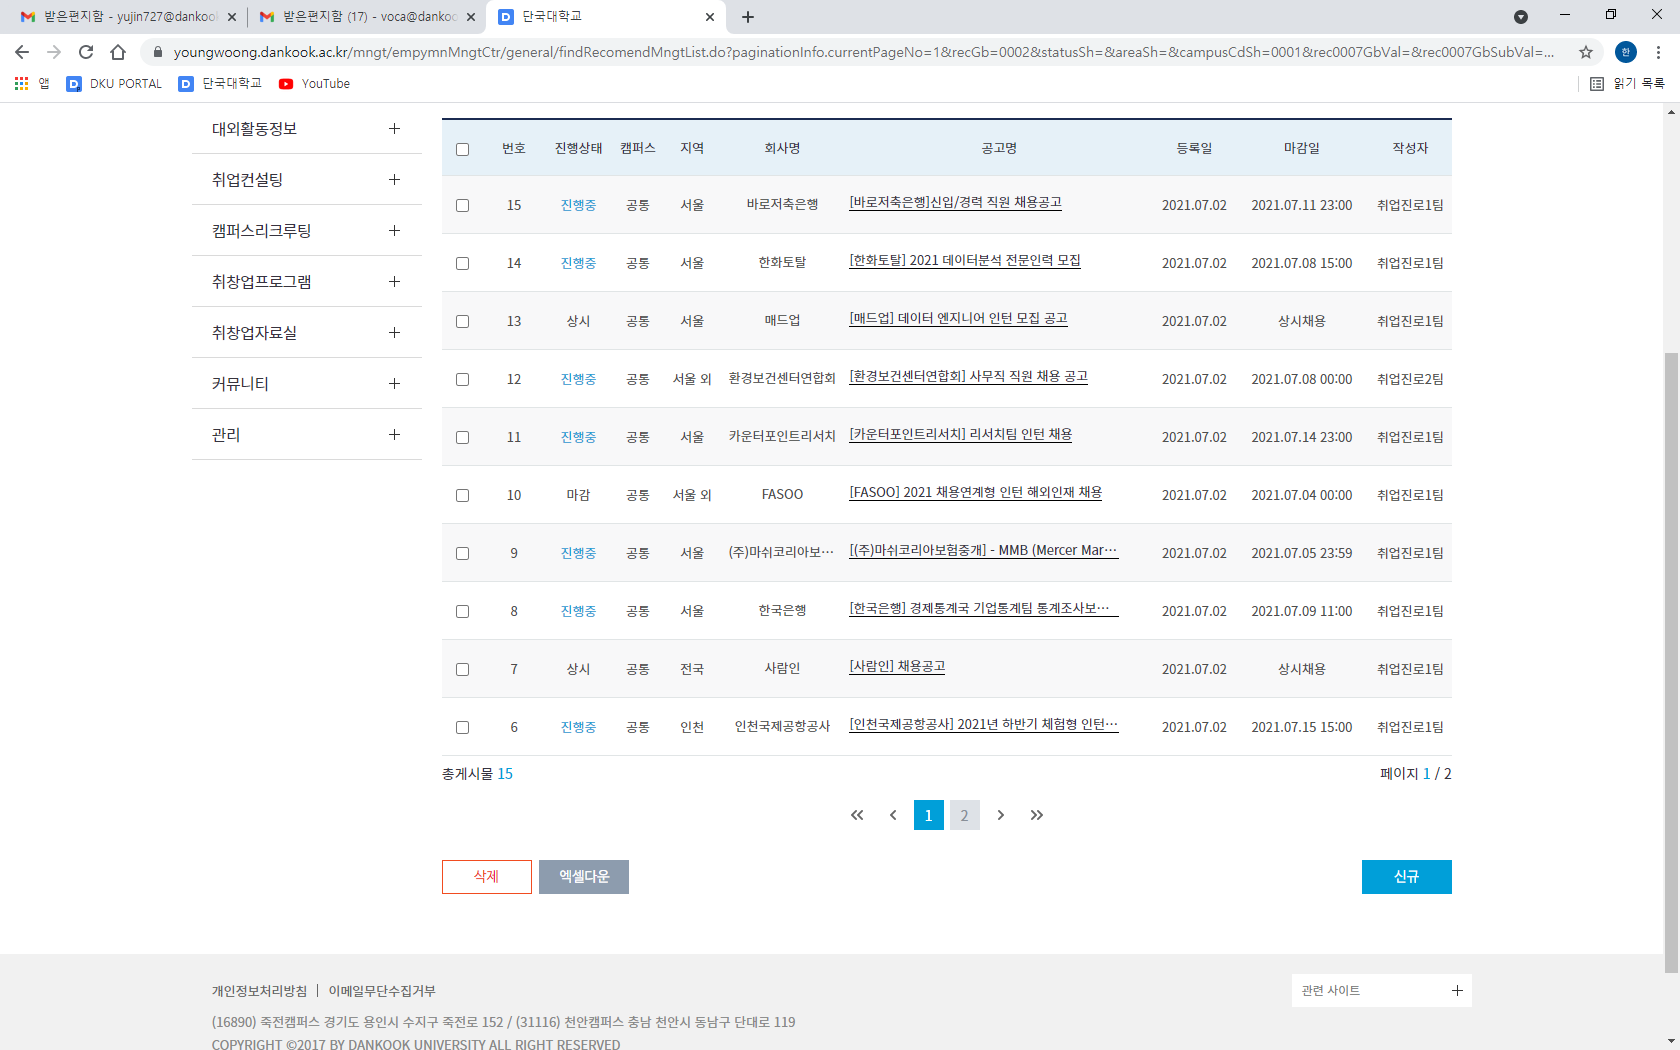 받은편지함 - yujin727@dankoo
받은편지함 (17) - voca@dankoo
단국대학교
youngwoong.dankook.ac.kr/mngt/empymnMngtCtr/general/findRecomendMngtList.do?paginationInfo.currentPageNo=1&recGb=0002&statusSh=&areaSh=&campusCdSh=0001&rec0007GbVal=&rec0007GbSubVal=...
한
앱
DKU PORTAL
단국대학교
YouTube
읽기 목록
대외활동정보
취업컨설팅
캠퍼스리크루팅
취창업프로그램
취창업자료실
커뮤니티
관리
번호 진행상태 캠퍼스 지역 회사명 공고명 등록일 마감일 작성자
15 진행중 공통 서울 바로저축은행 [바로저축은행]신입/경력 직원 채용공고 2021.07.02 2021.07.11 23:00 취업진로1팀
14 진행중 공통 서울 한화토탈 [한화토탈] 2021 데이터분석 전문인력 모집 2021.07.02 2021.07.08 15:00 취업진로1팀
13 상시 공통 서울 매드업 [매드업] 데이터 엔지니어 인턴 모집 공고 2021.07.02 상시채용 취업진로1팀
12 진행중 공통 서울 외 환경보건센터연합회 [환경보건센터연합회] 사무직 직원 채용 공고 2021.07.02 2021.07.08 00:00 취업진로2팀
11 진행중 공통 서울 카운터포인트리서치 [카운터포인트리서치] 리서치팀 인턴 채용 2021.07.02 2021.07.14 23:00 취업진로1팀
10 마감 공통 서울 외 FASOO [FASOO] 2021 채용연계형 인턴 해외인재 채용 2021.07.02 2021.07.04 00:00 취업진로1팀
9 진행중 공통 서울 (주)마쉬코리아보… [(주)마쉬코리아보험중개] - MMB (Mercer Mar… 2021.07.02 2021.07.05 23:59 취업진로1팀
8 진행중 공통 서울 한국은행 [한국은행] 경제통계국 기업통계팀 통계조사보… 2021.07.02 2021.07.09 11:00 취업진로1팀
7 상시 공통 전국 사람인 [사람인] 채용공고 2021.07.02 상시채용 취업진로1팀
6 진행중 공통 인천 인천국제공항공사 [인천국제공항공사] 2021년 하반기 체험형 인턴… 2021.07.02 2021.07.15 15:00 취업진로1팀
총게시물 15
페이지 1 / 2
1 2
삭제
엑셀다운
신규
개인정보처리방침 | 이메일무단수집거부
관련 사이트
(16890) 죽전캠퍼스 경기도 용인시 수지구 죽전로 152 / (31116) 천안캠퍼스 충남 천안시 동남구 단대로 119
COPYRIGHT ©2017 BY DANKOOK UNIVERSITY ALL RIGHT RESERVED